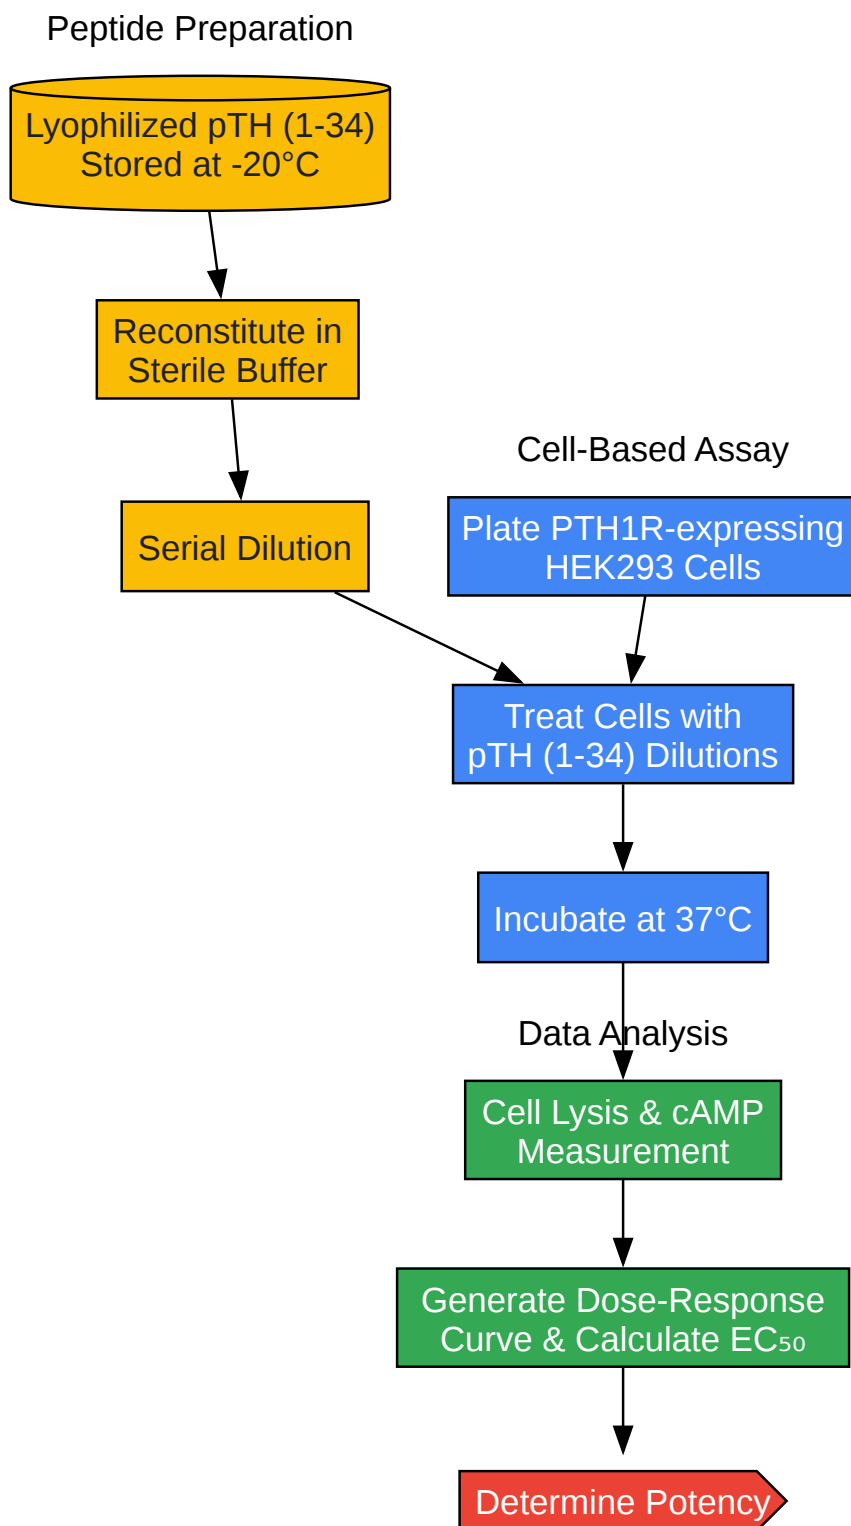 Peptide Preparation
Lyophilized pTH (1-34)
Stored at -20°C
Reconstitute in
Sterile Buffer
Serial Dilution
Cell-Based Assay
Plate PTH1R-expressing
HEK293 Cells
Treat Cells with
pTH (1-34) Dilutions
Incubate at 37°C
Data Analysis
Cell Lysis & cAMP
Measurement
Generate Dose-Response
Curve & Calculate EC₅₀
Determine Potency